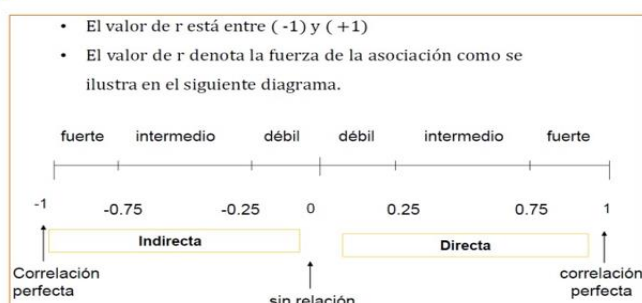 • El valor de r está entre ( -1) y ( +1)
• El valor de r denota la fuerza de la asociación como se
ilustra en el siguiente diagrama.
fuerte intermedio débil débil intermedio fuerte
-1 -0.75 -0.25 0 0.25 0.75 1
Indirecta Directa
Correlación correlación
perfecta perfecta
sin relación